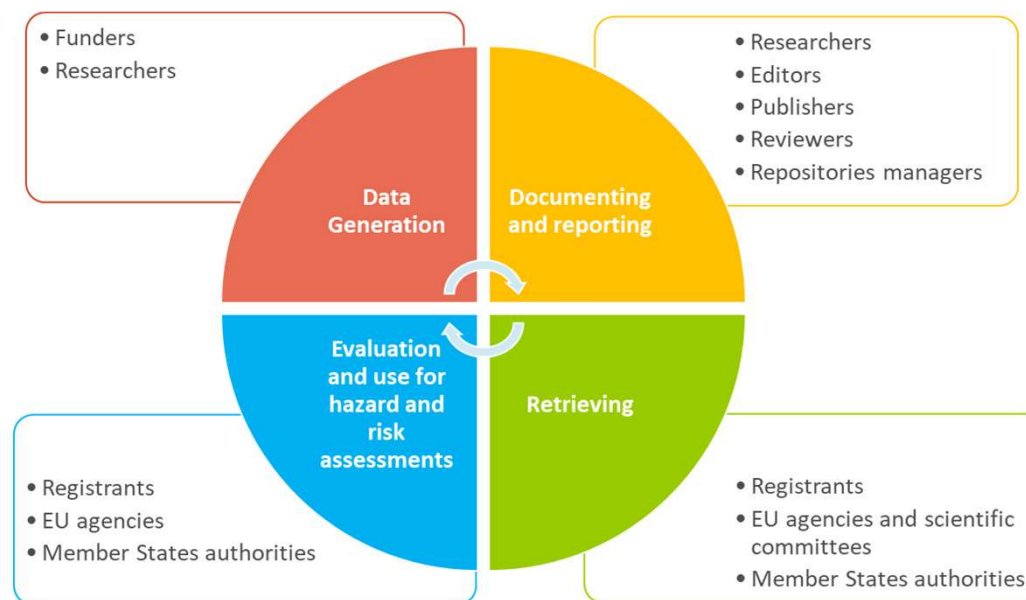 • Funders
• Researchers
• Researchers
• Editors
• Publishers
• Reviewers
• Repositories managers
Data
Generation
Documenting
and reporting
Evaluation
and use for
hazard and
risk
assessments
Retrieving
• Registrants
• EU agencies
• Member States authorities
• Registrants
• EU agencies and scientific
committees
• Member States authorities